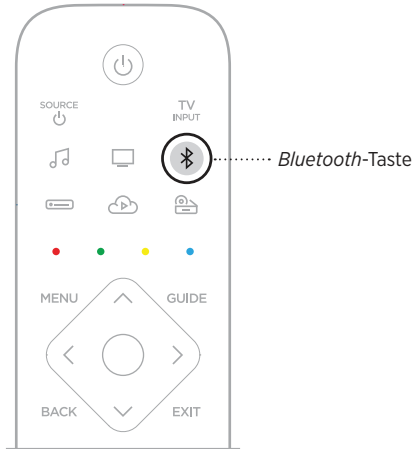 SOURCE
TV
INPUT
Bluetooth-Taste
MENU
GUIDE
BACK
EXIT